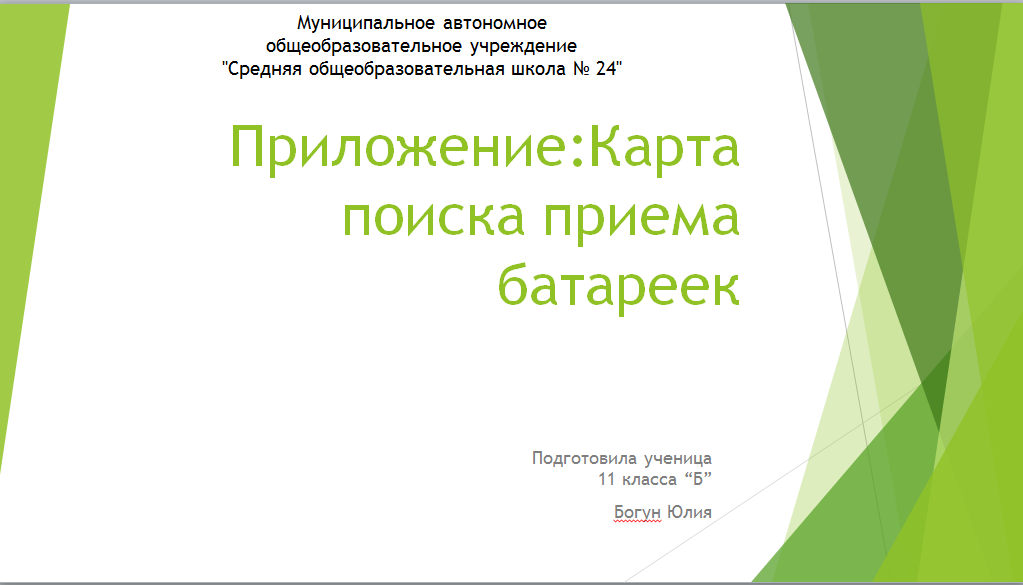 Муниципальное автономное
общеобразовательное учреждение
"Средняя общеобразовательная школа № 24"
Приложение:Карта
поиска приема
батареек
Подготовила ученица
11 класса “Б”
Богун Юлия